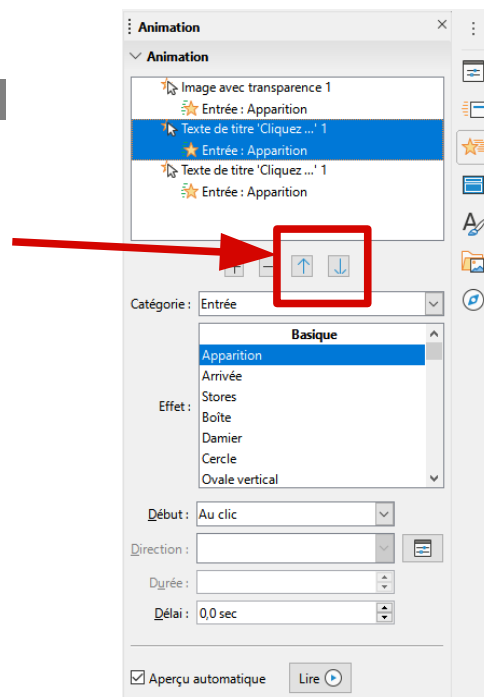 Animation
Animation
Image avec transparence 1
Entrée : Apparition
Texte de titre 'Cliquez ...' 1
Entrée : Apparition
Texte de titre 'Cliquez ...' 1
Entrée : Apparition
Catégorie : Entrée
Basique
Apparition
Arrivée
Stores
Effet :
Boîte
Damier
Cercle
Ovale vertical
Début : Au clic
Direction :
Durée :
Délai : 0,0 sec
Aperçu automatique Lire